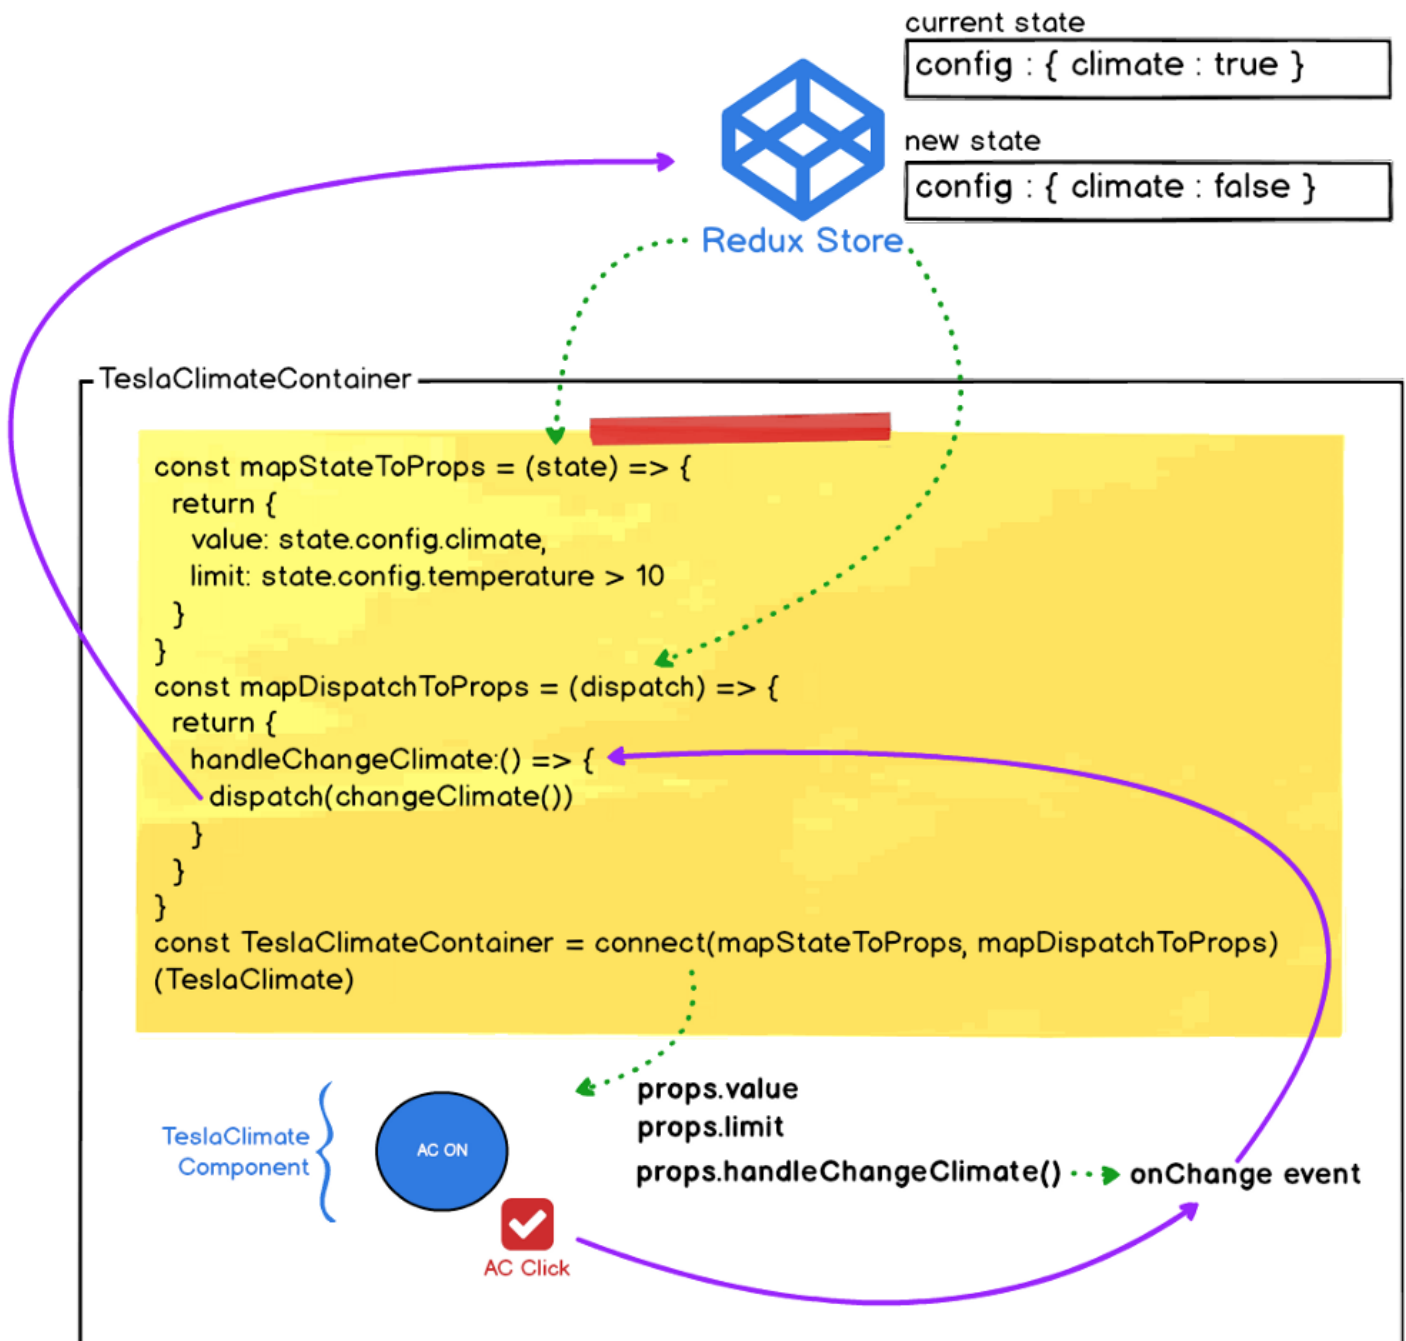 current state
config : { climate : true }
new state
config : { climate : false }
Redux Store
TeslaClimateContainer
const mapStateToProps = (state) => {
return {
value: state.config.climate,
limit: state.config.temperature > 10
}
}
const mapDispatchToProps = (dispatch) => {
return {
handleChangeClimate:() => {
dispatch(changeClimate())
}
}
}
const TeslaClimateContainer = connect(mapStateToProps, mapDispatchToProps)
(TeslaClimate)
TeslaClimate
Component
AC ON
AC Click
props.value
props.limit
props.handleChangeClimate()
onChange event